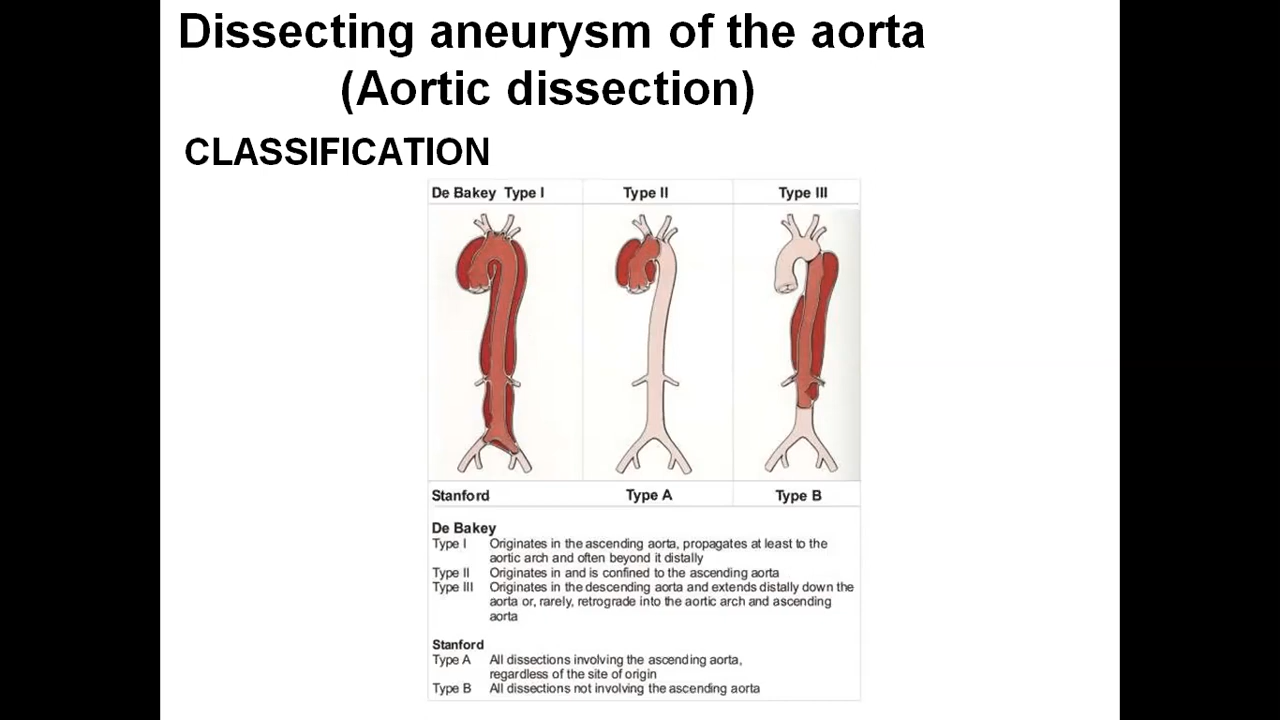 Dissecting aneurysm of the aorta
(Aortic dissection)
CLASSIFICATION
De Bakey Type I Type II Type III
Stanford Type A Type B
De Bakey
Type I Originates in the ascending aorta, propagates at least to the
aortic arch and often beyond it distally
Type II Originates in and is confined to the ascending aorta
Type III Originates in the descending aorta and extends distally down the
aorta or, rarely, retrograde into the aortic arch and ascending
aorta
Stanford
Type A All dissections involving the ascending aorta,
regardless of the site of origin
Type B All dissections not involving the ascending aorta